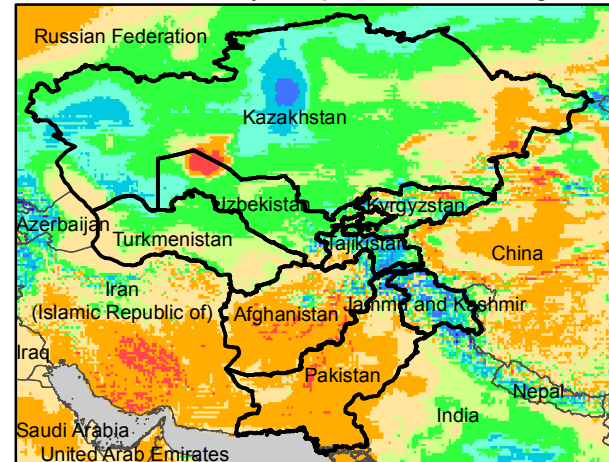 Russian Federation
Kazakhstan
Izbekistan
Kyrgyzstan
Azerbaijan
Turkmenistan
Tajikistan
China
Iran
(Islamic Republic of)
Afghanistan
Jammu and Kashmir
Iraq
Pakistan
Nepal
India
Saudi Arabia
United Arab Emirates